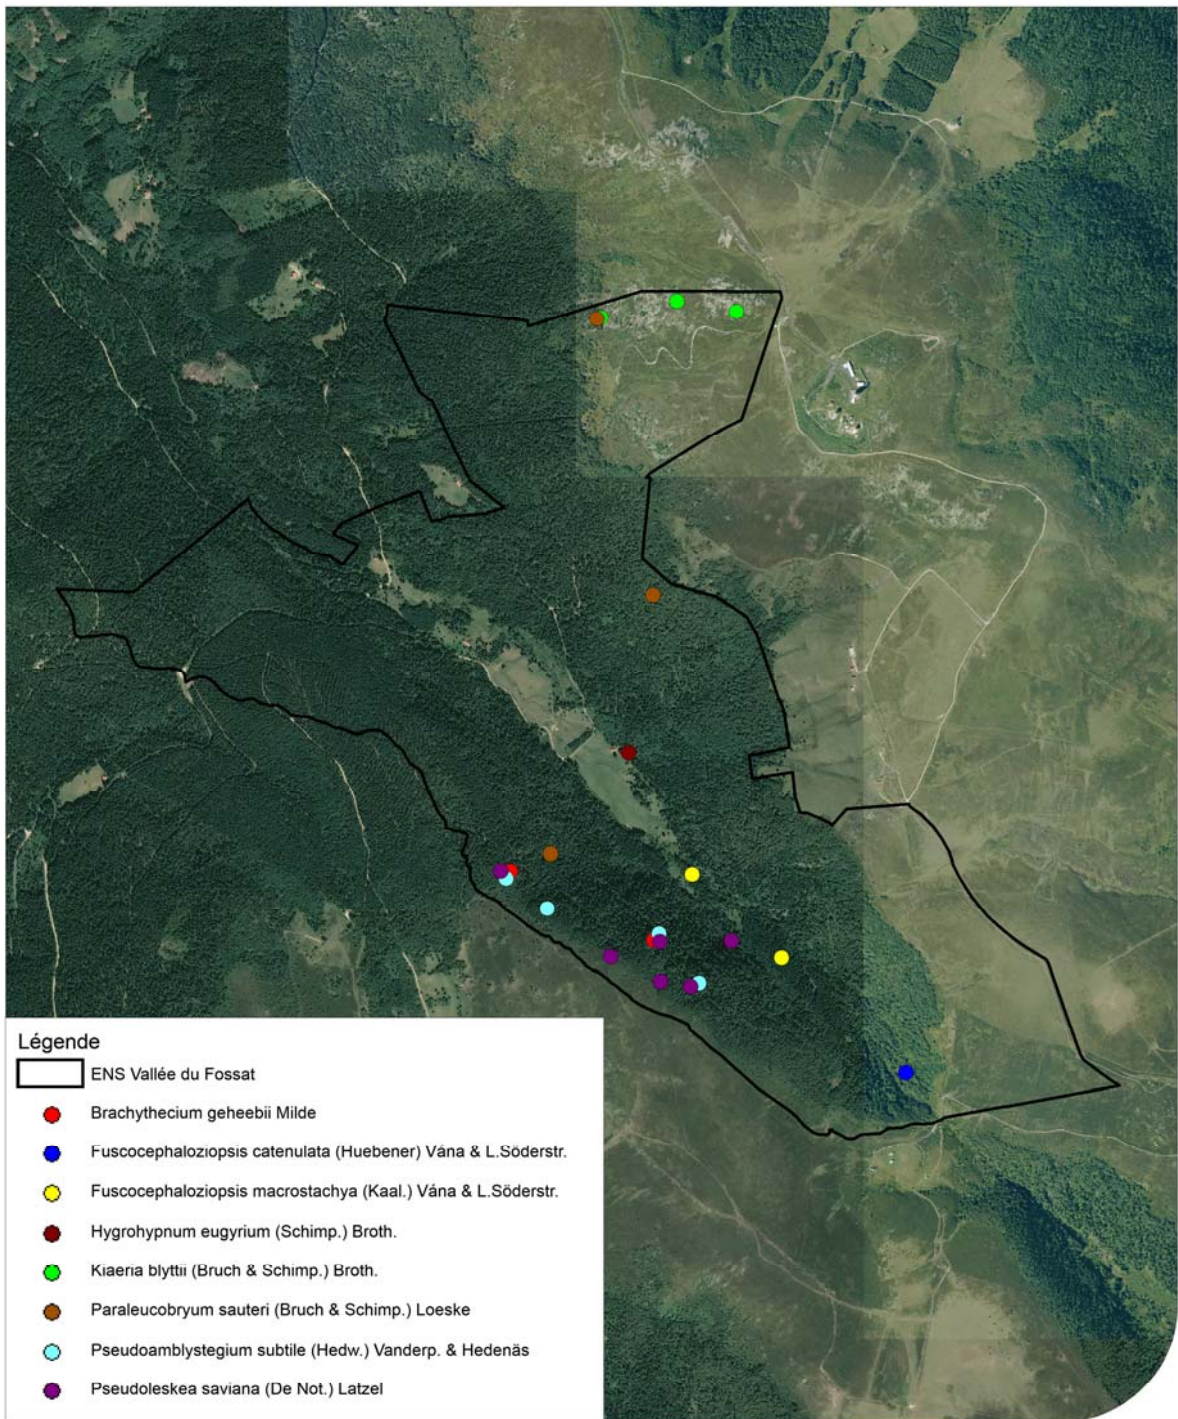 Légende
ENS Vallée du Fossat
Brachythecium geheebii Milde
Fuscocephaloziopsis catenulata (Huebener) Vána & L.Söderstr.
Fuscocephaloziopsis macrostachya (Kaal.) Vána & L.Söderstr.
Hygrohypnum eugyrium (Schimp.) Broth.
Kiaeria blyttii (Bruch & Schimp.) Broth.
Paraleucobryum sauteri (Bruch & Schimp.) Loeske
Pseudoamblystegium subtile (Hedw.) Vanderp. & Hedenäs
Pseudoleskea saviana (De Not.) Latzel